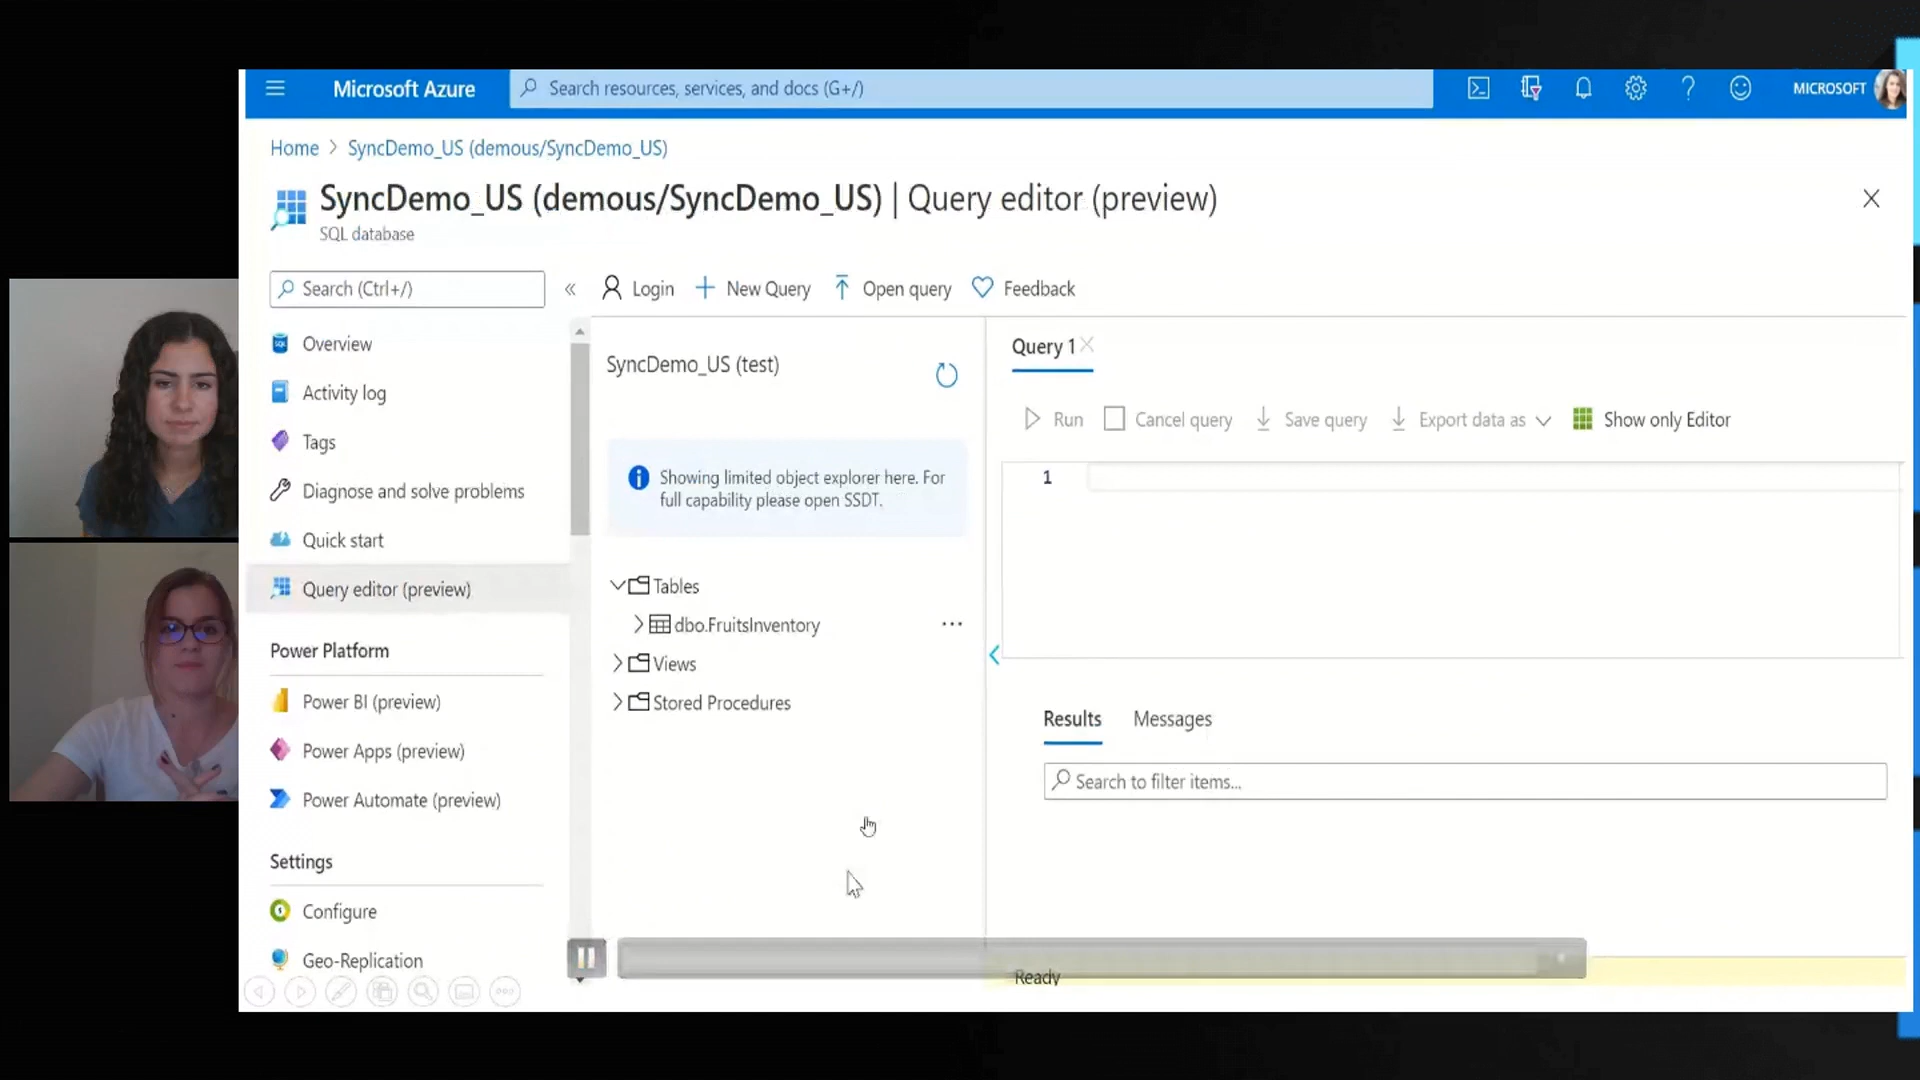 Microsoft Azure
Search resources, services, and docs (G+/)
MICROSOFT
Home > SyncDemo_US (demous/SyncDemo_US)
SyncDemo_US (demous/SyncDemo_US) | Query editor (preview)
SQL database
Search (Ctrl+/)
«
Login
New Query
Open query
Feedback
Overview
Activity log
Tags
Diagnose and solve problems
Quick start
Query editor (preview)
Power Platform
Power BI (preview)
Power Apps (preview)
Power Automate (preview)
Settings
Configure
Geo-Replication
SyncDemo_US (test)
Showing limited object explorer here. For
full capability please open SSDT.
Tables
dbo.FruitsInventory
Views
Stored Procedures
Query 1
Run
Cancel query
Save query
Export data as
Show only Editor
1
Results
Messages
Search to filter items...
Ready